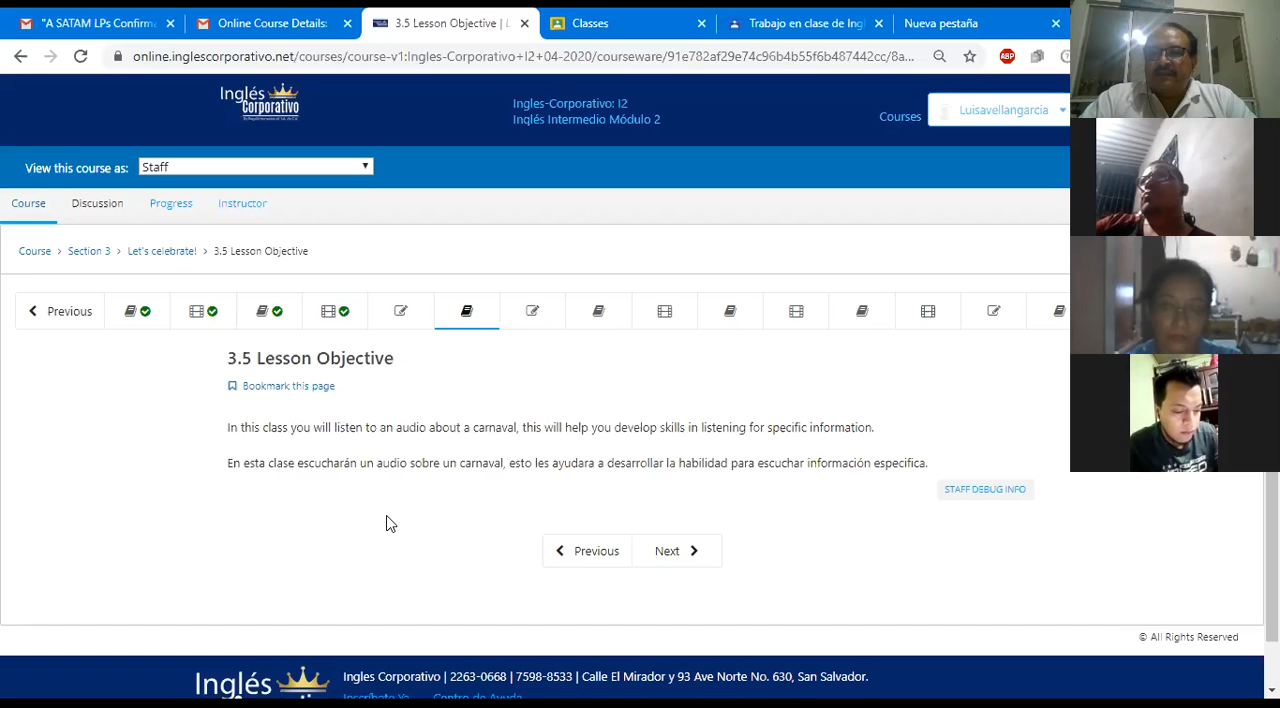 "A SATAM LPs Confirm
Online Course Details:
3.5 Lesson Objective | L
Classes
Trabajo en clase de Ing
Nueva pestaña
online.inglescorporativo.net/courses/course-v1:Ingles-Corporativo+I2+04-2020/courseware/91e782af29e74c96b4b55f6b487442cc/8a...
ABP
Inglés
Corporativo
Ingles-Corporativo: I2
Inglés Intermedio Módulo 2
Courses
Luisavellangarcia
View this course as:
Staff
Course
Discussion
Progress
Instructor
Course > Section 3 > Let's celebrate! > 3.5 Lesson Objective
Previous
3.5 Lesson Objective
Bookmark this page
In this class you will listen to an audio about a carnaval, this will help you develop skills in listening for specific information.
En esta clase escucharán un audio sobre un carnaval, esto les ayudara a desarrollar la habilidad para escuchar información especifica.
STAFF DEBUG INFO
Previous
Next
© All Rights Reserved
Inglés
Ingles Corporativo | 2263-0668 | 7598-8533 | Calle El Mirador y 93 Ave Norte No. 630, San Salvador.
Inscríbete Ya
Centro de Ayuda